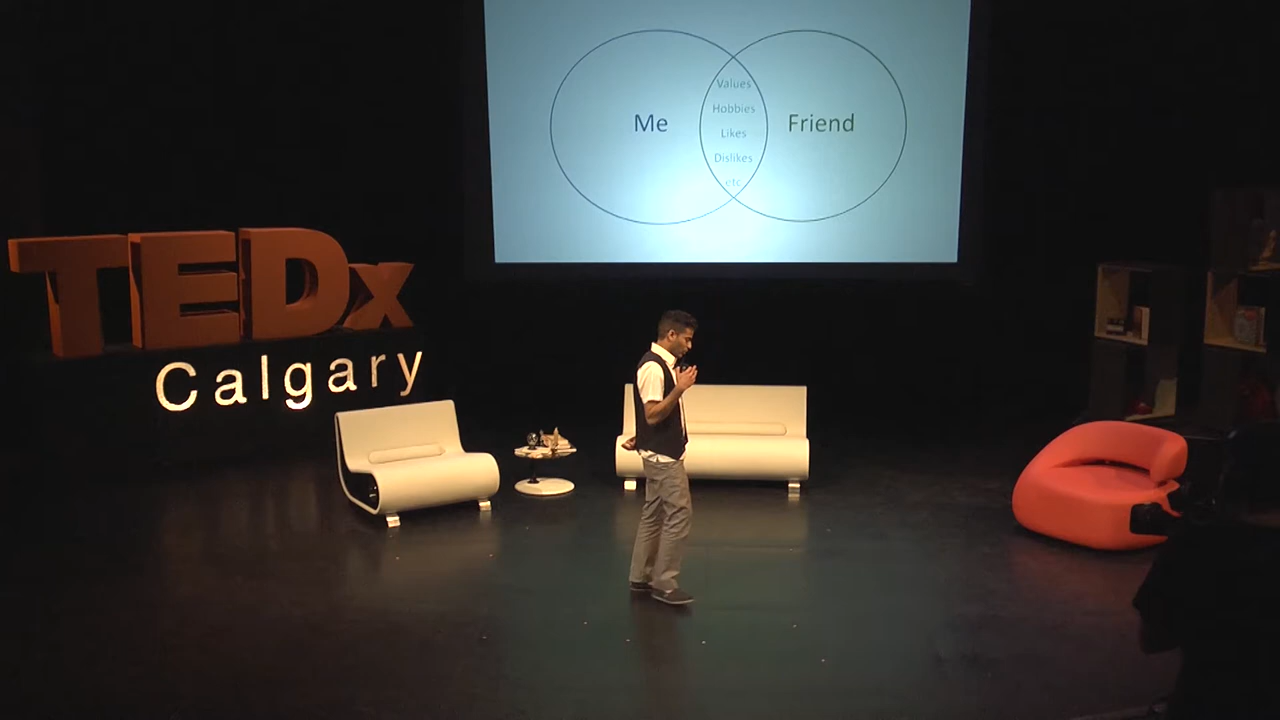 Me
Values
Hobbies
Likes
Dislikes
etc
Friend
TEDx
Calgary